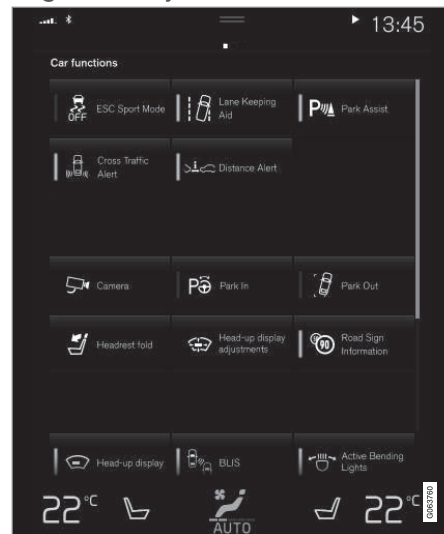 13:45
Car functions
OFF
ESC Sport Mode
Lane Keeping
Aid
P
Park Assist
Cross Traffic
Alert
Distance Alert
Camera
P
Park In
Park Out
Headrest fold
Head-up display
adjustments
90
Road Sign
Information
Head-up display
BLIS
Active Bending
Lights
22°C
AUTO
22°C
G063760